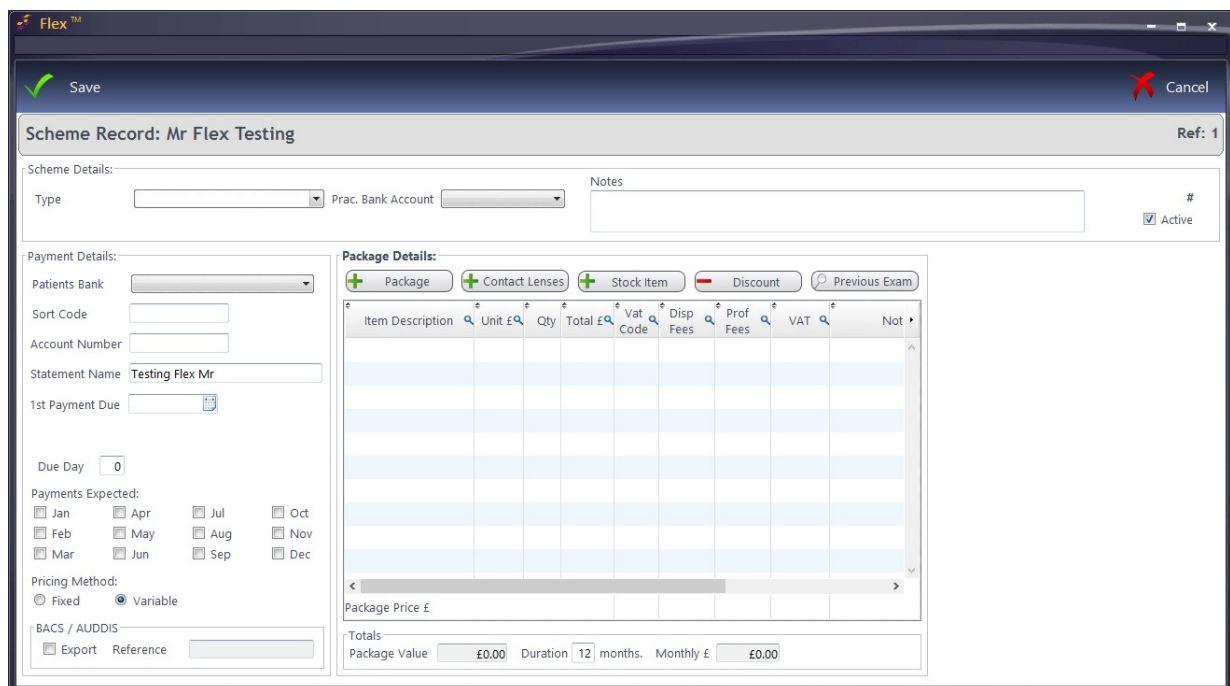 Flex ™
Save
Cancel
Scheme Record: Mr Flex Testing
Ref: 1
Scheme Details:
Type
Prac. Bank Account
Notes
#
Active
Payment Details:
Patients Bank
Sort Code
Account Number
Statement Name Testing Flex Mr
1st Payment Due
Due Day 0
Payments Expected:
Jan Apr Jul Oct
Feb May Aug Nov
Mar Jun Sep Dec
Pricing Method:
Fixed Variable
BACS / AUDDIS
Export Reference
Package Details:
Package Contact Lenses Stock Item Discount Previous Exam
Item Description Unit £ Qty Total £ Vat Code Disp Fees Prof Fees VAT Not
Package Price £
Totals
Package Value £0.00 Duration 12 months. Monthly £ £0.00